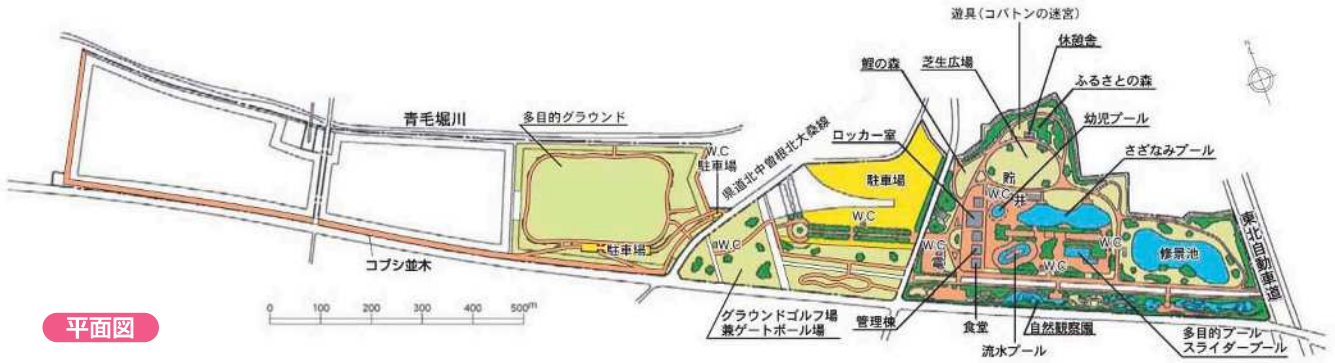 遊具(コバトンの迷宮)
休憩舎
鯉の森
芝生広場
ふるさとの森
幼児プール
青毛堀川
多目的グラウンド
ロッカー室
さざなみプール
W.C
駐車場
県道北中曽根北大桑線
駐車場
貯
W.C
井
W.C
W.C
駐車場
W.C
高
W.C
修景池
東北自動車道
コブシ並木
W.C
0 100 200 300 400 500m
グラウンドゴルフ場
兼ゲートボール場
管理棟
食堂
流水プール
自然観察園
多目的プール
スライダープール
平面図